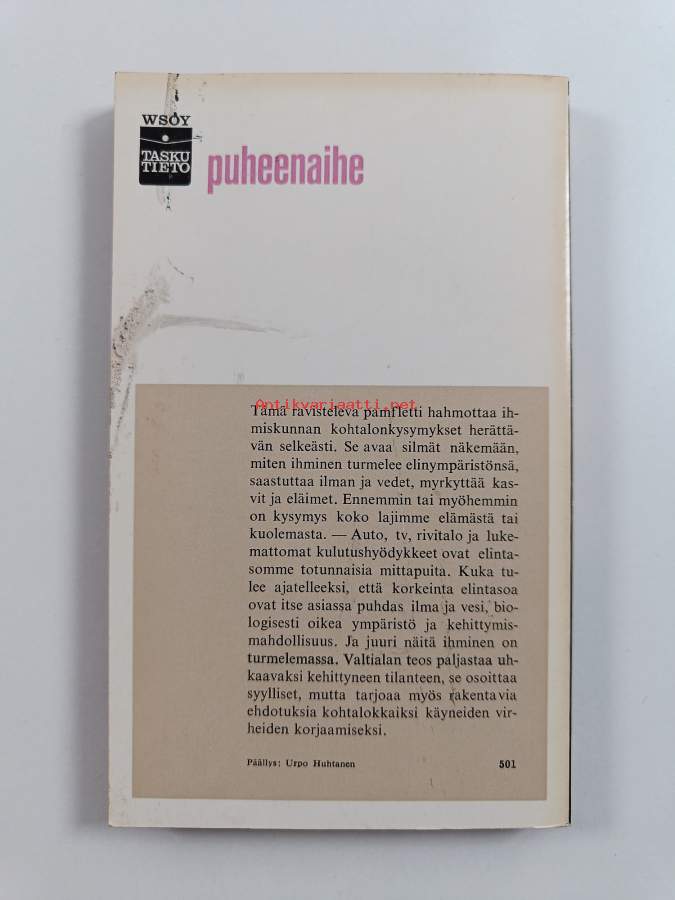 WSOY
TASKU
TIETO
puheenaihe
Antikvariaatti.net
Tämä ravisteleva pamfletti hahmottaa ih-
miskunnan kohtalonkysymykset herättä-
vän selkeästi. Se avaa silmät näkemään,
miten ihminen turmelee elinympäristönsä,
saastuttaa ilman ja vedet, myrkyttää kas-
vit ja eläimet. Ennemmin tai myöhemmin
on kysymys koko lajimme elämästä tai
kuolemasta. — Auto, tv, rivitalo ja luke-
mattomat kulutushyödykkeet ovat elinta-
somme totunnaisia mittapuita. Kuka tu-
lee ajatelleeksi, että korkeinta elintasoa
ovat itse asiassa puhdas ilma ja vesi, bio-
logisesti oikea ympäristö ja kehittymis-
mahdollisuus. Ja juuri näitä ihminen on
turmelemassa. Valtialan teos paljastaa uh-
kaavaksi kehittyneen tilanteen, se osoittaa
syylliset, mutta tarjoaa myös rakentavia
ehdotuksia kohtalokkaiksi käyneiden vir-
heiden korjaamiseksi.
Päällys: Urpo Huhtanen 501